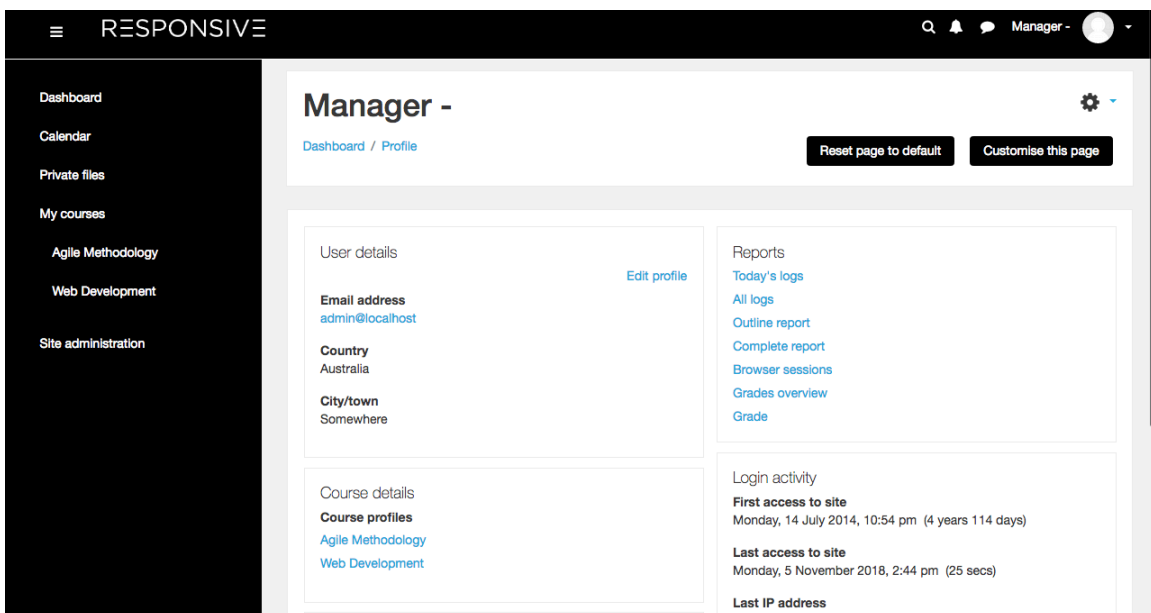 RESPONSIVE
Manager -
Dashboard
Calendar
Private files
My courses
Agile Methodology
Web Development
Site administration
Manager -
Dashboard / Profile
Reset page to default
Customise this page
User details
Edit profile
Email address
admin@localhost
Country
Australia
City/town
Somewhere
Course details
Course profiles
Agile Methodology
Web Development
Reports
Today's logs
All logs
Outline report
Complete report
Browser sessions
Grades overview
Grade
Login activity
First access to site
Monday, 14 July 2014, 10:54 pm (4 years 114 days)
Last access to site
Monday, 5 November 2018, 2:44 pm (25 secs)
Last IP address